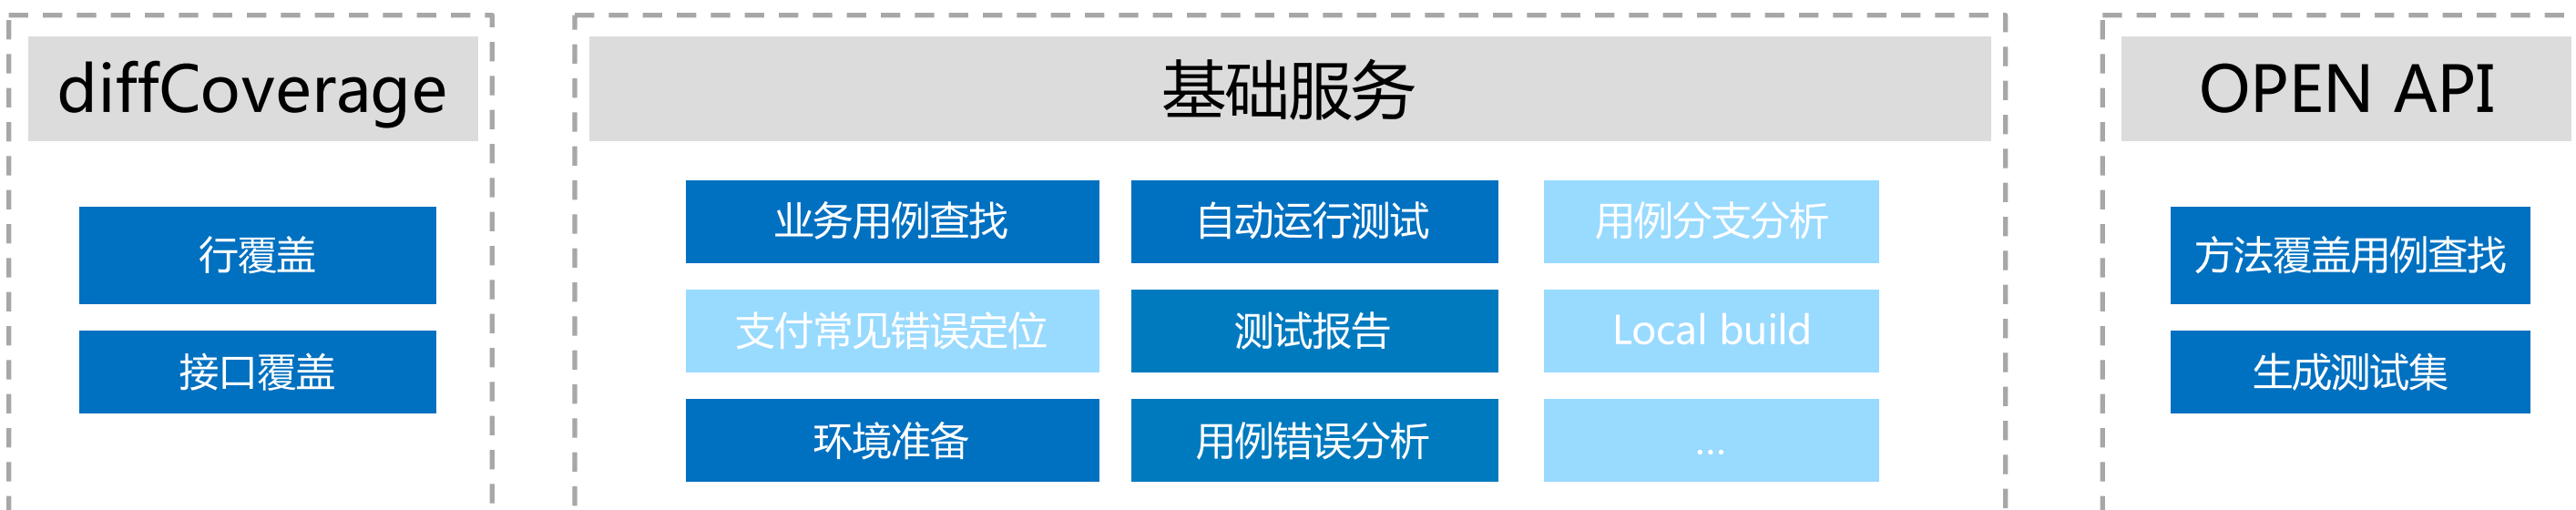 diffCoverage
行覆盖
接口覆盖
基础服务
业务用例查找
自动运行测试
用例分支分析
支付常见错误定位
测试报告
Local build
环境准备
用例错误分析
...
OPEN API
方法覆盖用例查找
生成测试集